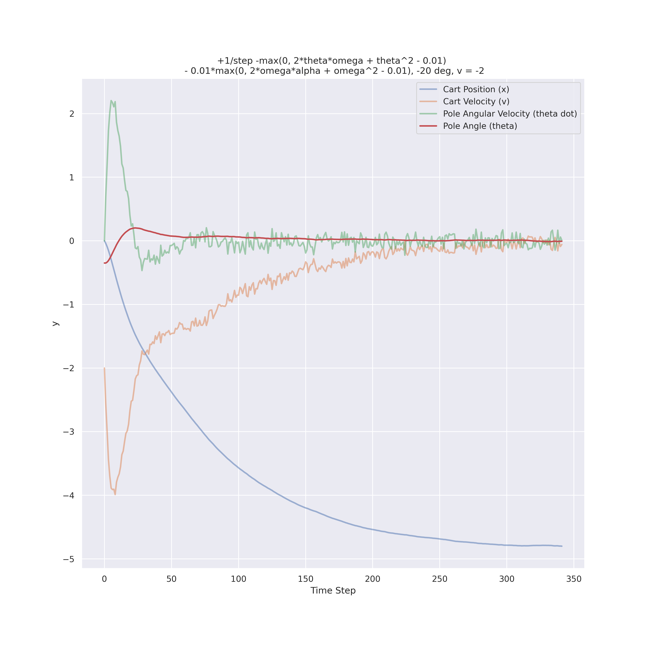 +1/step -max(0, 2*theta*omega + theta^2 - 0.01)
- 0.01*max(0, 2*omega*alpha + omega^2 - 0.01), -20 deg, v = -2
Cart Position (x)
Cart Velocity (v)
Pole Angular Velocity (theta dot)
Pole Angle (theta)
2
1
0
−1
−2
−3
−4
−5
y
0 50 100 150 200 250 300 350
Time Step